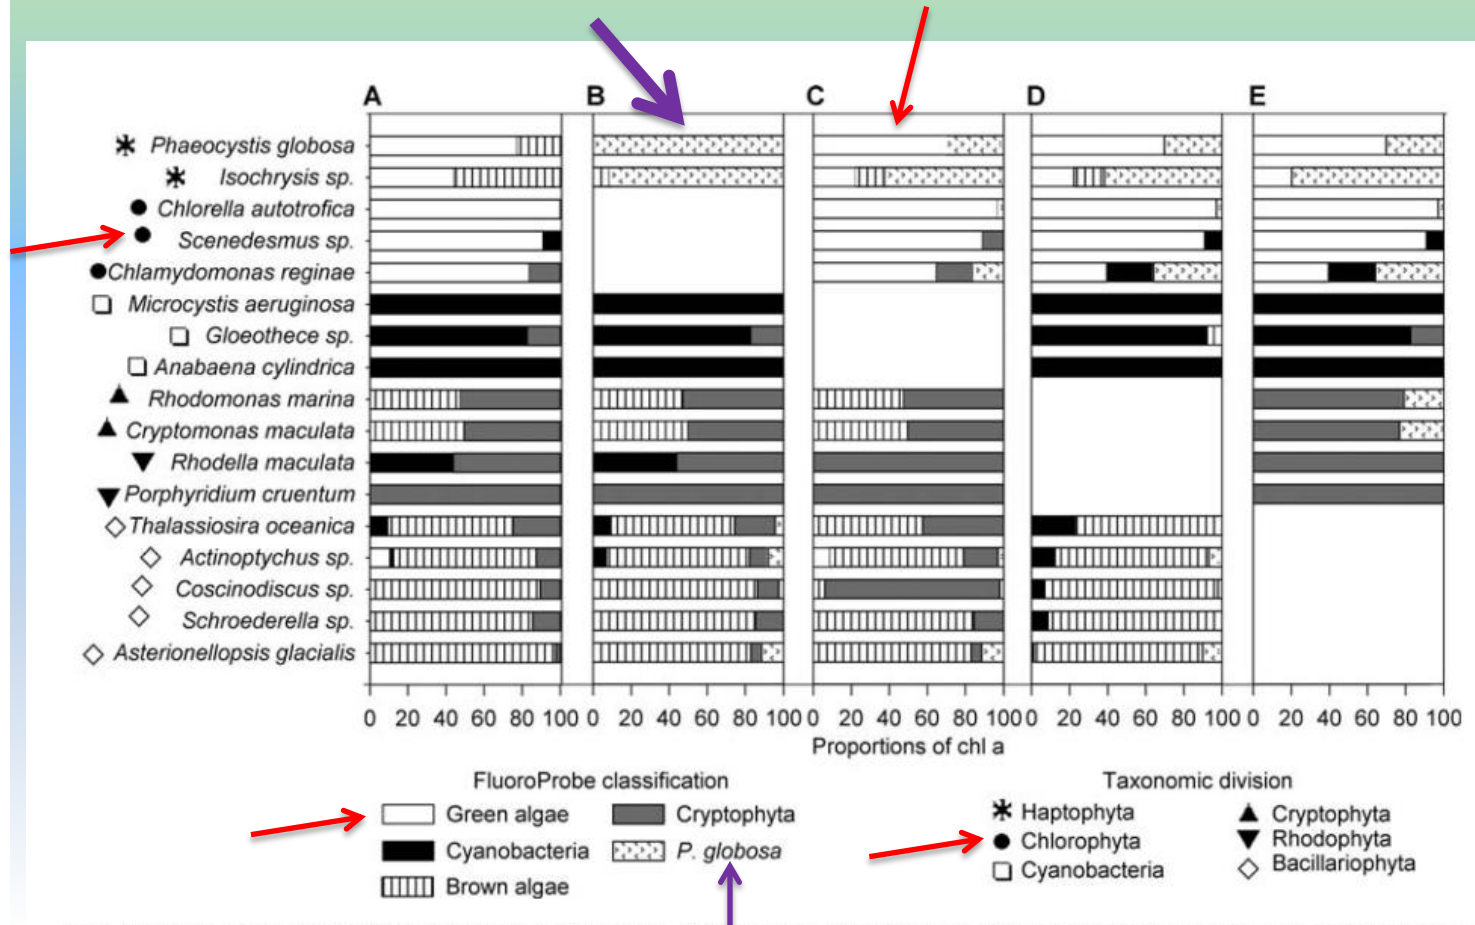 A B C D E
Phaeocystis globosa
Isochrysis sp.
Chlorella autotrofica
Scenedesmus sp.
Chlamydomonas reginae
Microcystis aeruginosa
Gloeothece sp.
Anabaena cylindrica
Rhodomonas marina
Cryptomonas maculata
Rhodella maculata
Porphyridium cruentum
Thalassiosira oceanica
Actinoptychus sp.
Coscinodiscus sp.
Schroederella sp.
Asterionellopsis glacialis
0 20 40 60 80 100 0 20 40 60 80 100 0 20 40 60 80 100 0 20 40 60 80 100 0 20 40 60 80 100
Proportions of chl a
FluoroProbe classification
Green algae
Cryptophyta
Cyanobacteria
P. globosa
Brown algae
Taxonomic division
Haptophyta
Cryptophyta
Chlorophyta
Rhodophyta
Cyanobacteria
Bacillariophyta